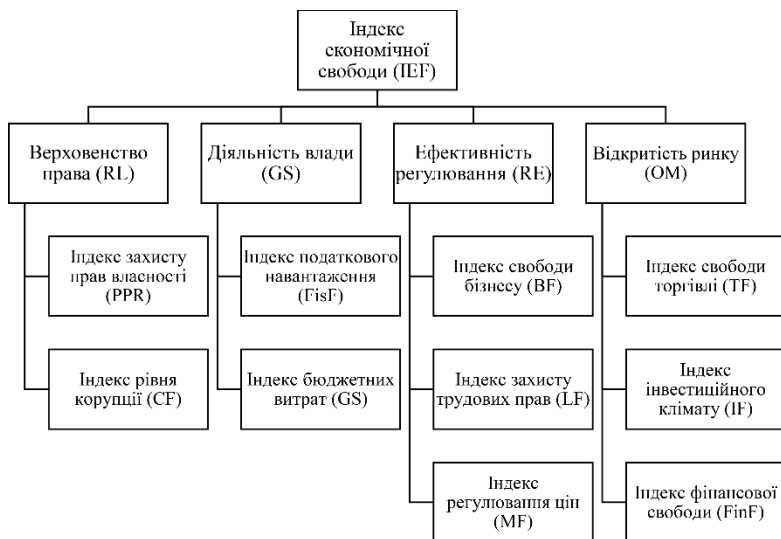 Індекс
економічної
свободи (IEF)
Верховенство
права (RL)
Діяльність влади
(GS)
Ефективність
регулювання (RE)
Відкритість ринку
(OM)
Індекс захисту
прав власності
(PPR)
Індекс податкового
навантаження
(FisF)
Індекс свободи
бізнесу (BF)
Індекс свободи
торгівлі (TF)
Індекс рівня
корупції (CF)
Індекс бюджетних
витрат (GS)
Індекс захисту
трудових прав (LF)
Індекс
інвестиційного
клімату (IF)
Індекс
регулювання цін
(MF)
Індекс фінансової
свободи (FinF)